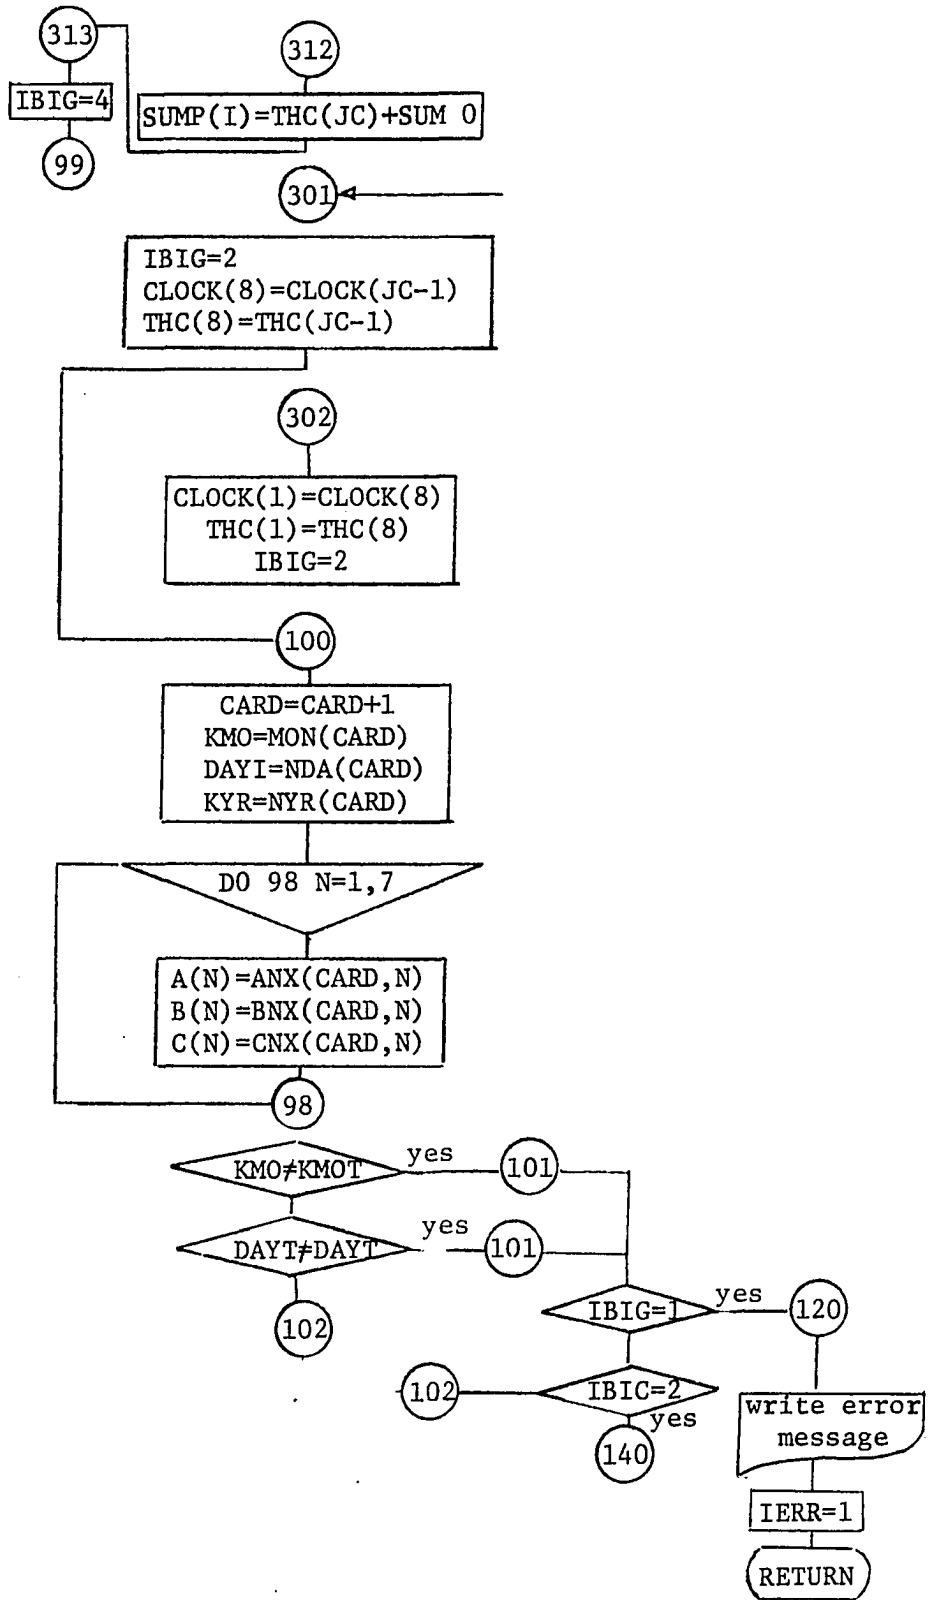 313
312
IBIG=4
SUMP(I)=THC(JC)+SUM 0
99
301
IBIG=2
CLOCK(8)=CLOCK(JC-1)
THC(8)=THC(JC-1)
302
CLOCK(1)=CLOCK(8)
THC(1)=THC(8)
IBIG=2
100
CARD=CARD+1
KMO=MON(CARD)
DAYI=NDA(CARD)
KYR=NYR(CARD)
DO 98 N=1,7
A(N)=ANX(CARD,N)
B(N)=BNX(CARD,N)
C(N)=CNX(CARD,N)
98
KMO≠KMOT
yes
101
DAYT≠DAYT
yes
101
IBIG=1
yes
120
102
102
IBIC=2
yes
140
write error
message
IERR=1
RETURN